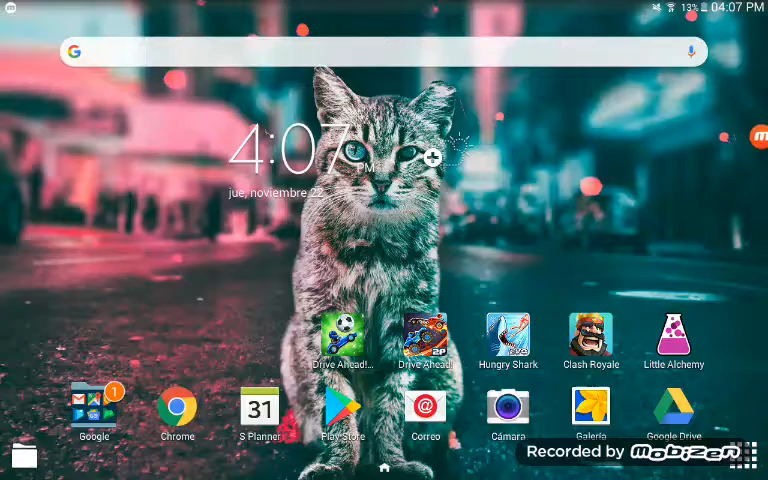 13% 04:07 PM
4:07 PM
jue, noviembre 22
Drive Ahead!...
Drive Ahead!
Hungry Shark
Clash Royale
Little Alchemy
1
31
Google
Chrome
S Planner
Play Store
Correo
Cámara
Galería
Google Drive
Recorded by Mobizen